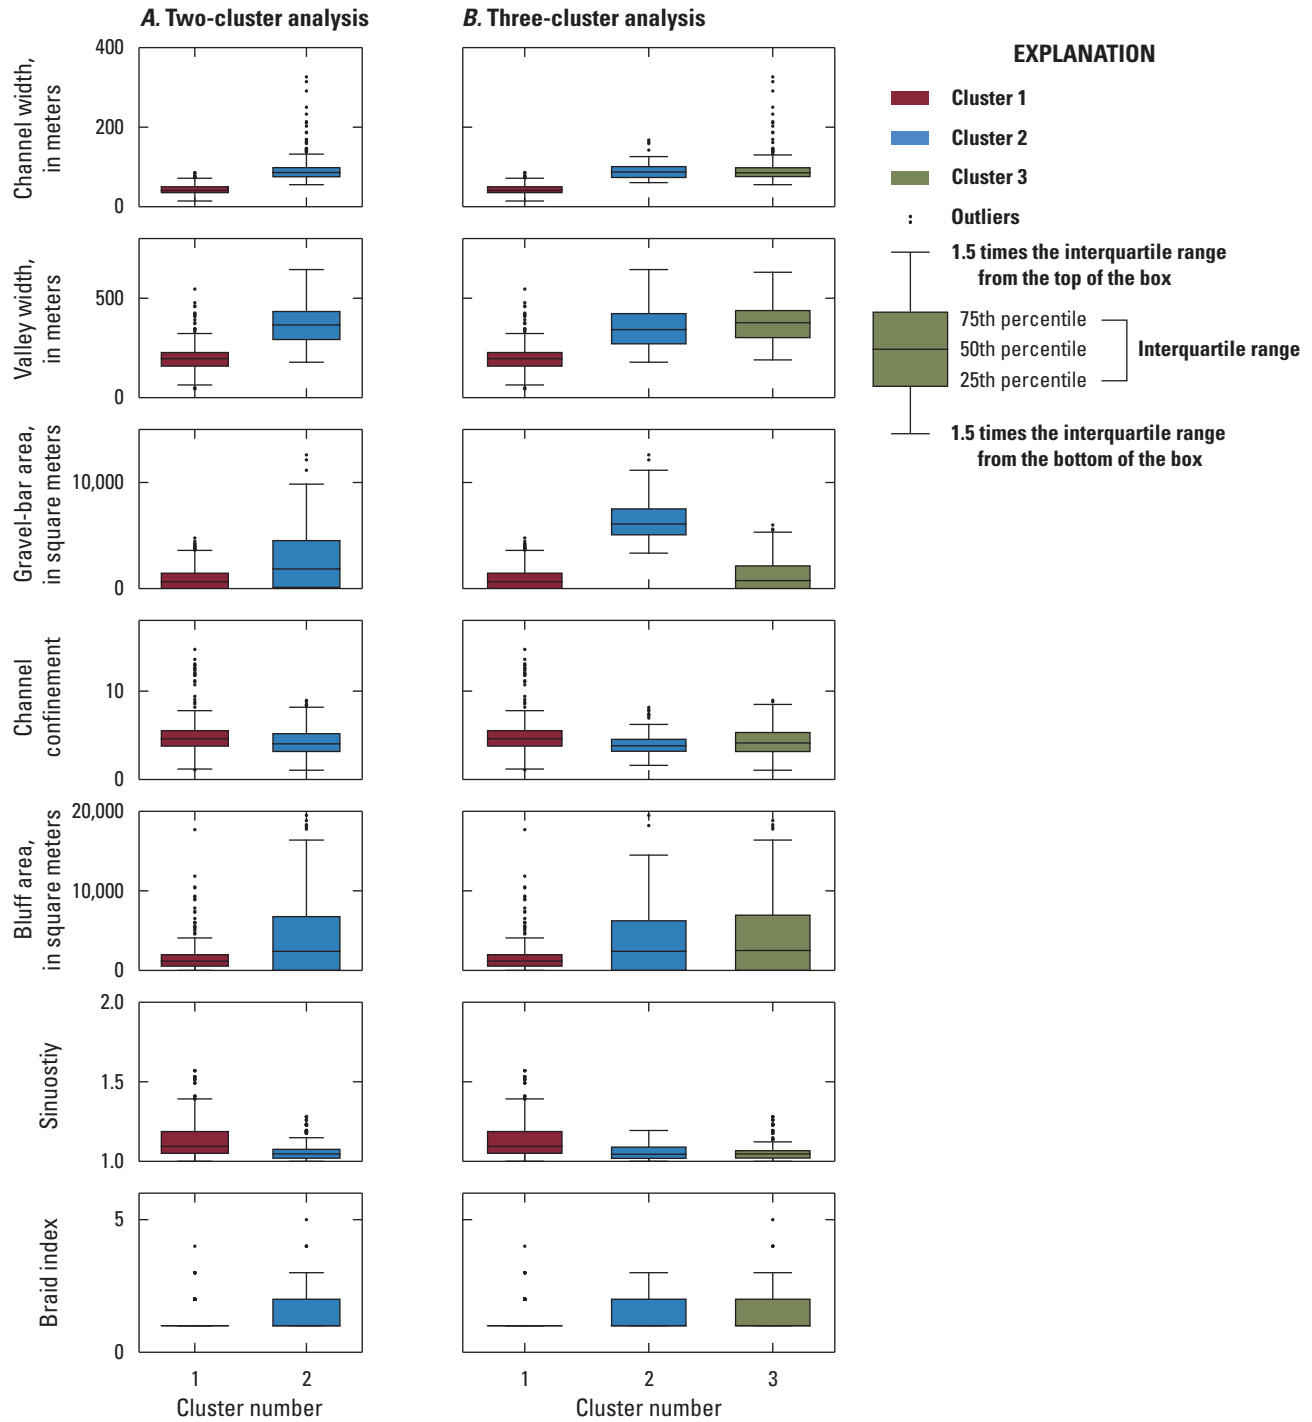 A. Two-cluster analysis
B. Three-cluster analysis
Channel width,
in meters
400
200
0
Valley width,
in meters
500
0
Gravel-bar area,
in square meters
10,000
0
Channel
confinement
10
0
Bluff area,
in square meters
20,000
10,000
0
Sinuostiy
2.0
1.5
1.0
Braid index
5
0
1 2
Cluster number
1 2 3
Cluster number
EXPLANATION
Cluster 1
Cluster 2
Cluster 3
Outliers
1.5 times the interquartile range
from the top of the box
75th percentile
50th percentile
25th percentile
Interquartile range
1.5 times the interquartile range
from the bottom of the box